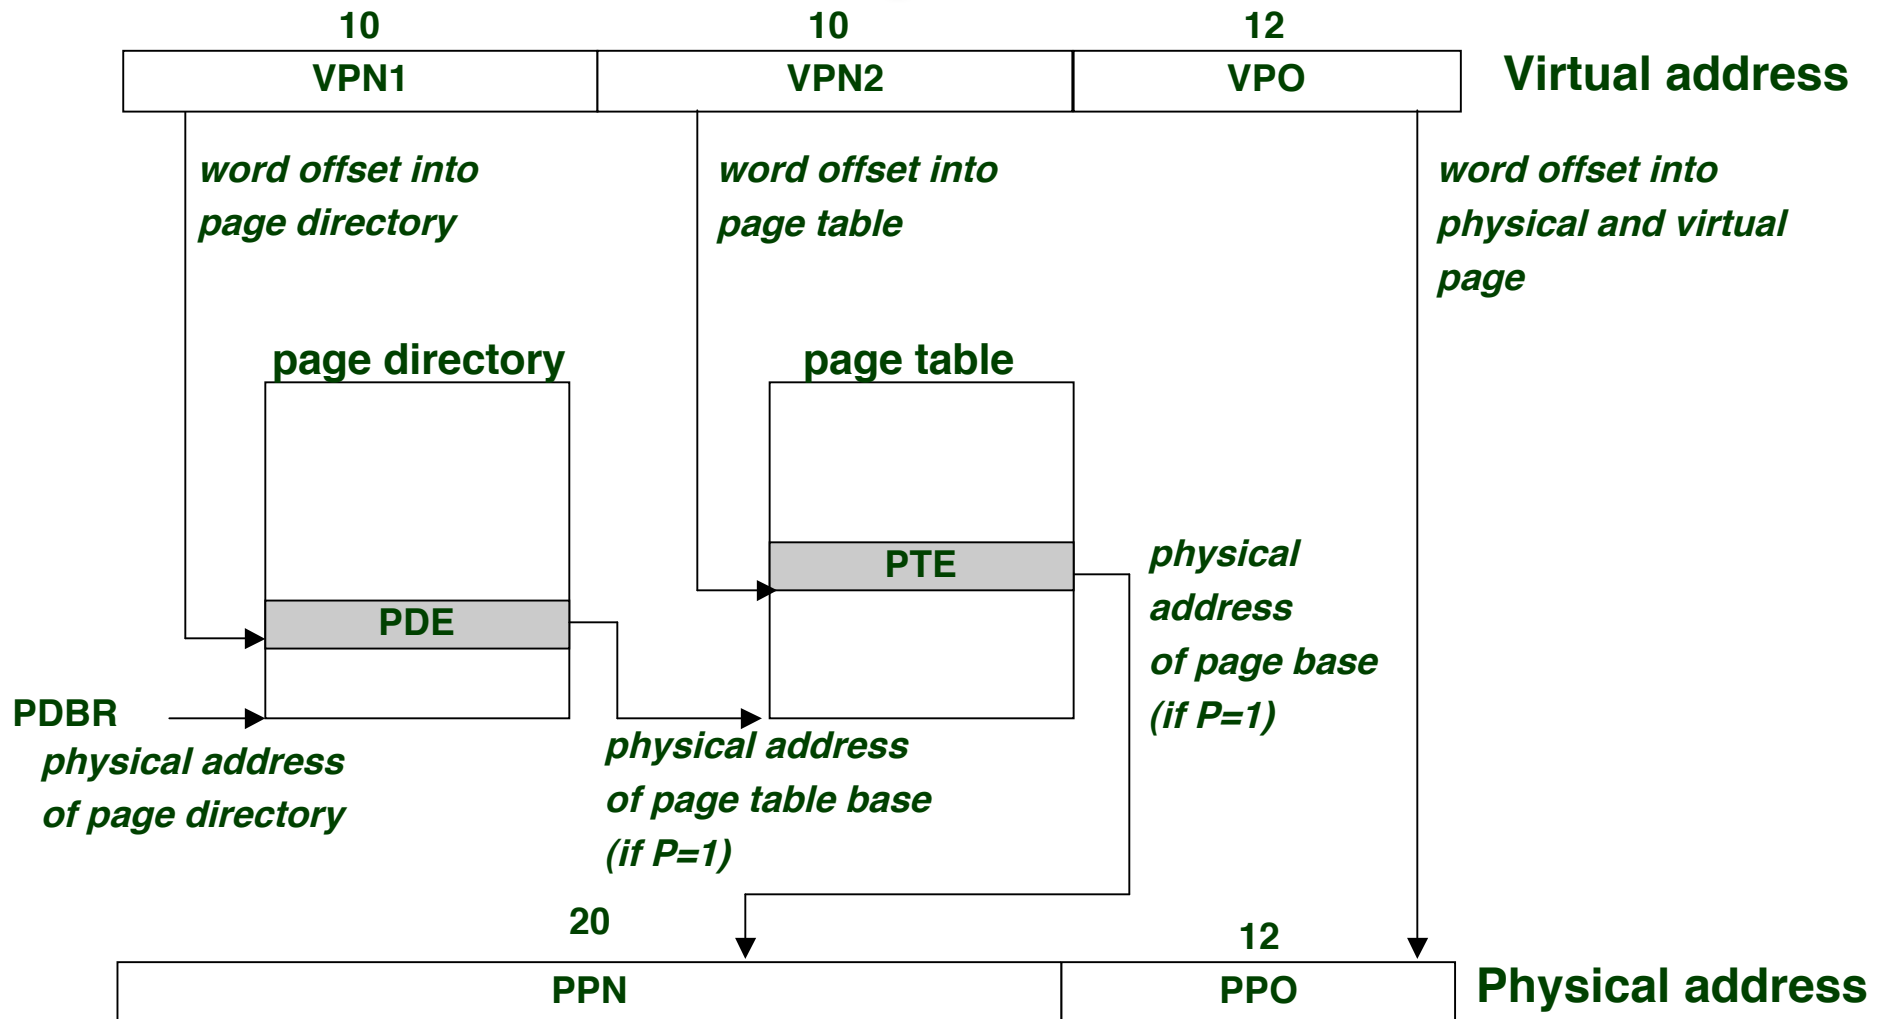 10
10
12
VPN1
VPN2
VPO
Virtual address
word offset into
page directory
word offset into
page table
word offset into
physical and virtual
page
page directory
page table
PTE
PDE
physical
address
of page base
(if P=1)
PDBR
physical address
of page directory
physical address
of page table base
(if P=1)
20
12
PPN
PPO
Physical address